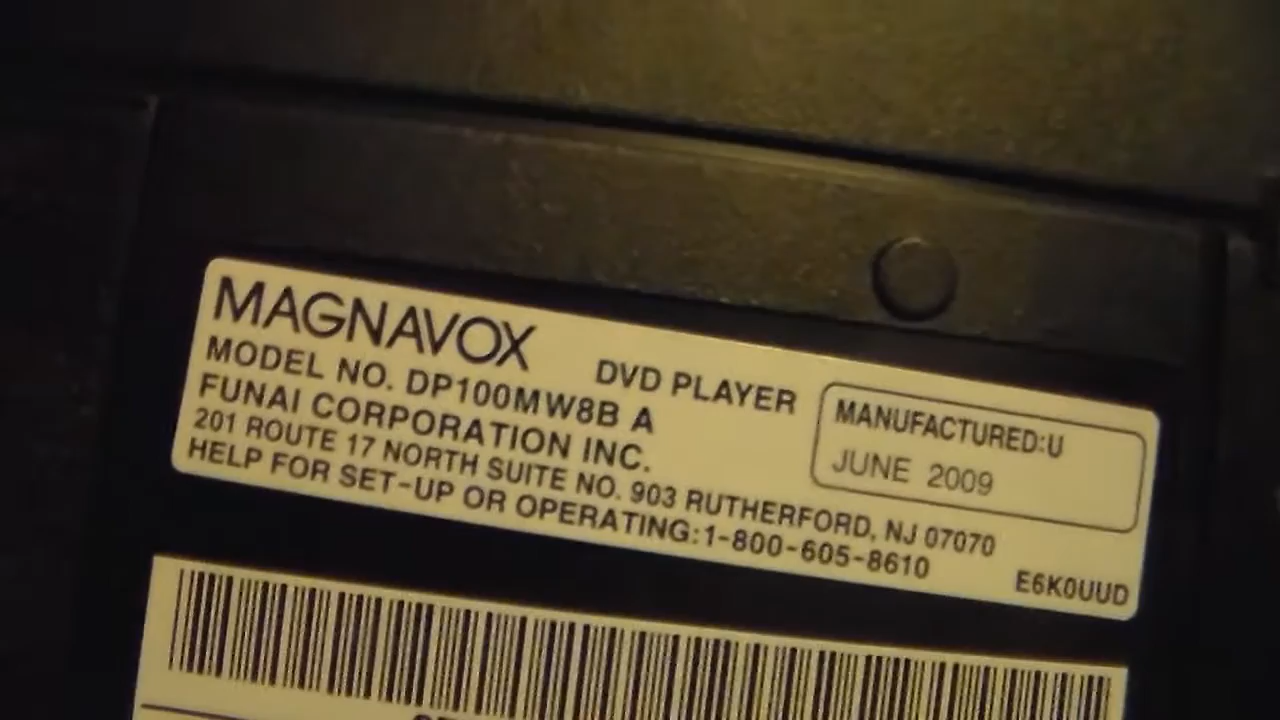 MAGNAVOX
DVD PLAYER
MODEL NO. DP100MW8B A
FUNAI CORPORATION INC.
201 ROUTE 17 NORTH SUITE NO. 903 RUTHERFORD, NJ 07070
HELP FOR SET-UP OR OPERATING:1-800-605-8610
MANUFACTURED:U
JUNE 2009
E6K0UUD